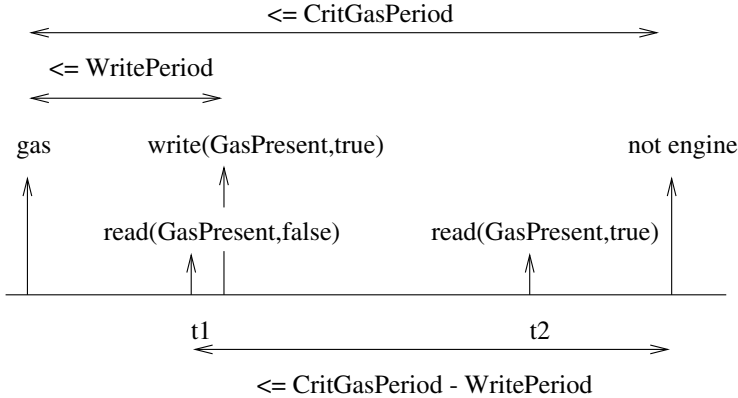 <= CritGasPeriod
<= WritePeriod
gas write(GasPresent,true) not engine
read(GasPresent,false) read(GasPresent,true)
t1 t2
<= CritGasPeriod - WritePeriod